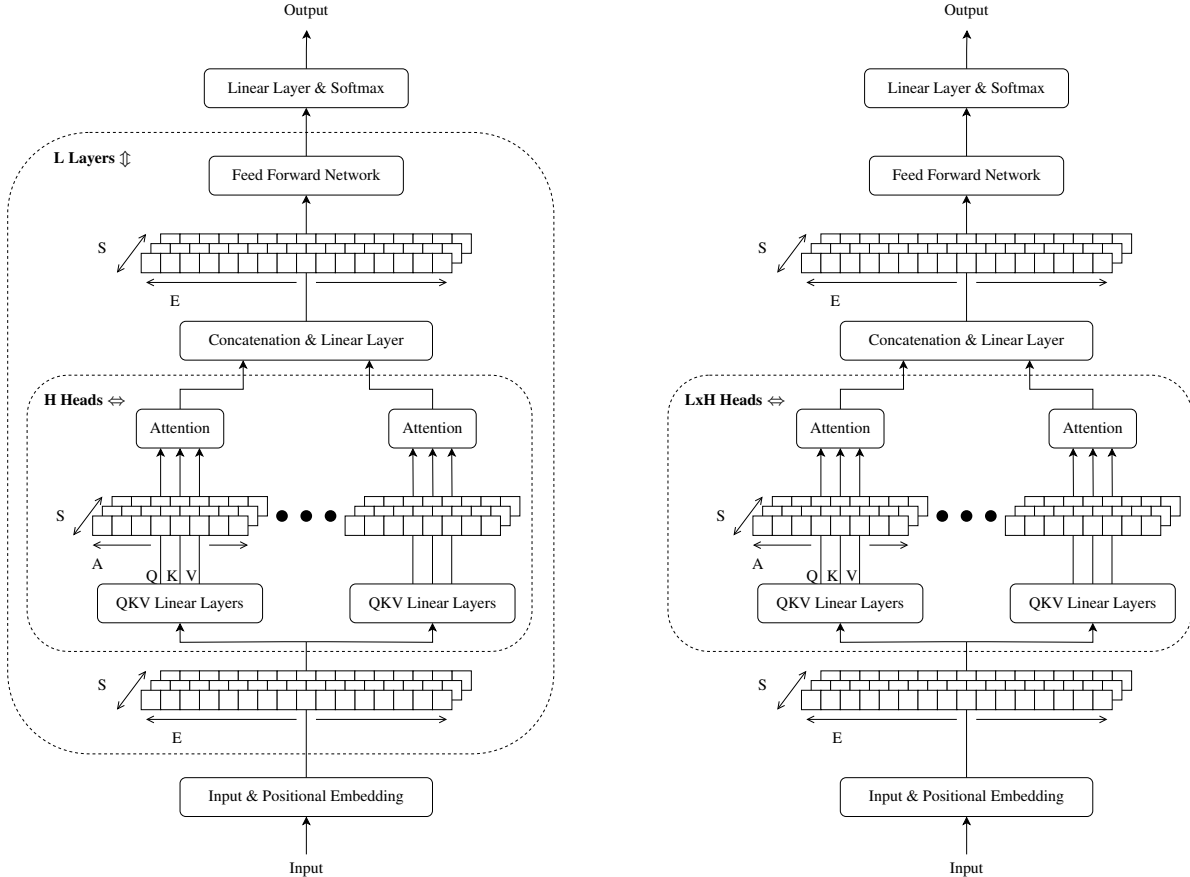 Output
Linear Layer & Softmax
L Layers ⇕
Feed Forward Network
S
E
Concatenation & Linear Layer
H Heads ⇔
Attention
Attention
S
A
Q K V
QKV Linear Layers
QKV Linear Layers
S
E
Input & Positional Embedding
Input
Output
Linear Layer & Softmax
Feed Forward Network
S
E
Concatenation & Linear Layer
LxH Heads ⇔
Attention
Attention
S
A
Q K V
QKV Linear Layers
QKV Linear Layers
S
E
Input & Positional Embedding
Input